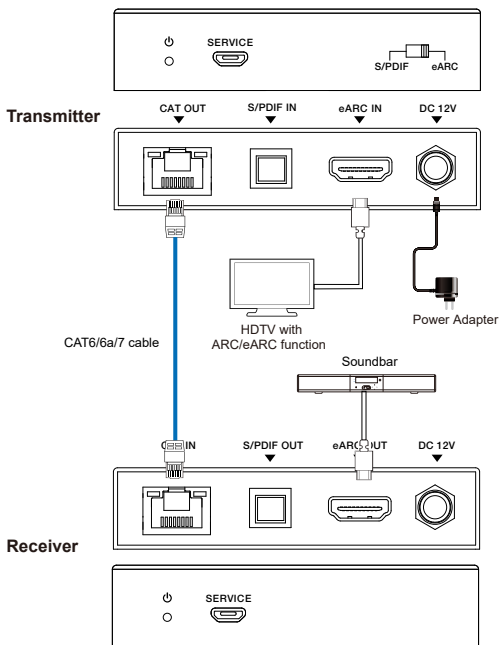 SERVICE
S/PDIF eARC
Transmitter
CAT OUT S/PDIF IN eARC IN DC 12V
Power Adapter
HDTV with
ARC/eARC function
CAT6/6a/7 cable
Soundbar
IN S/PDIF OUT DC 12V
Receiver
SERVICE